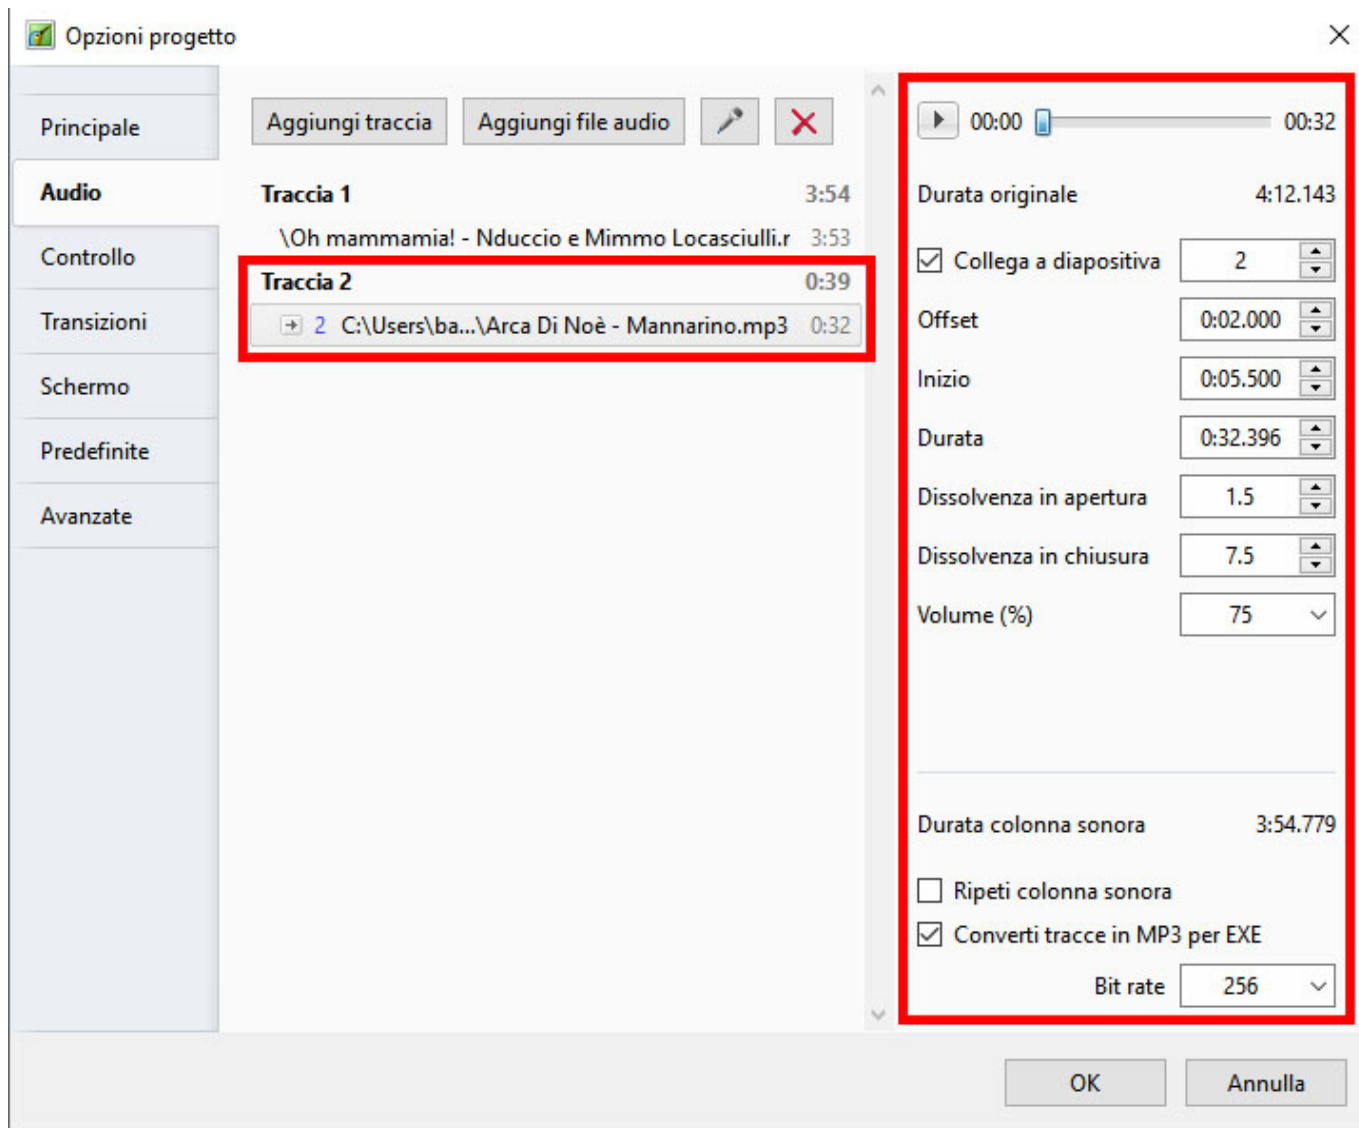 Opzioni progetto
Principale
Audio
Controllo
Transizioni
Schermo
Predefinite
Avanzate
Aggiungi traccia Aggiungi file audio
Traccia 1 3:54
\Oh mammamia! - Nduccio e Mimmo Locasciulli.r 3:53
Traccia 2 0:39
2 C:\Users\ba...\Arca Di Noè - Mannarino.mp3 0:32
00:00 00:32
Durata originale 4:12.143
Collega a diapositiva 2
Offset 0:02.000
Inizio 0:05.500
Durata 0:32.396
Dissolvenza in apertura 1.5
Dissolvenza in chiusura 7.5
Volume (%) 75
Durata colonna sonora 3:54.779
Ripeti colonna sonora
Converti tracce in MP3 per EXE
Bit rate 256
OK Annulla